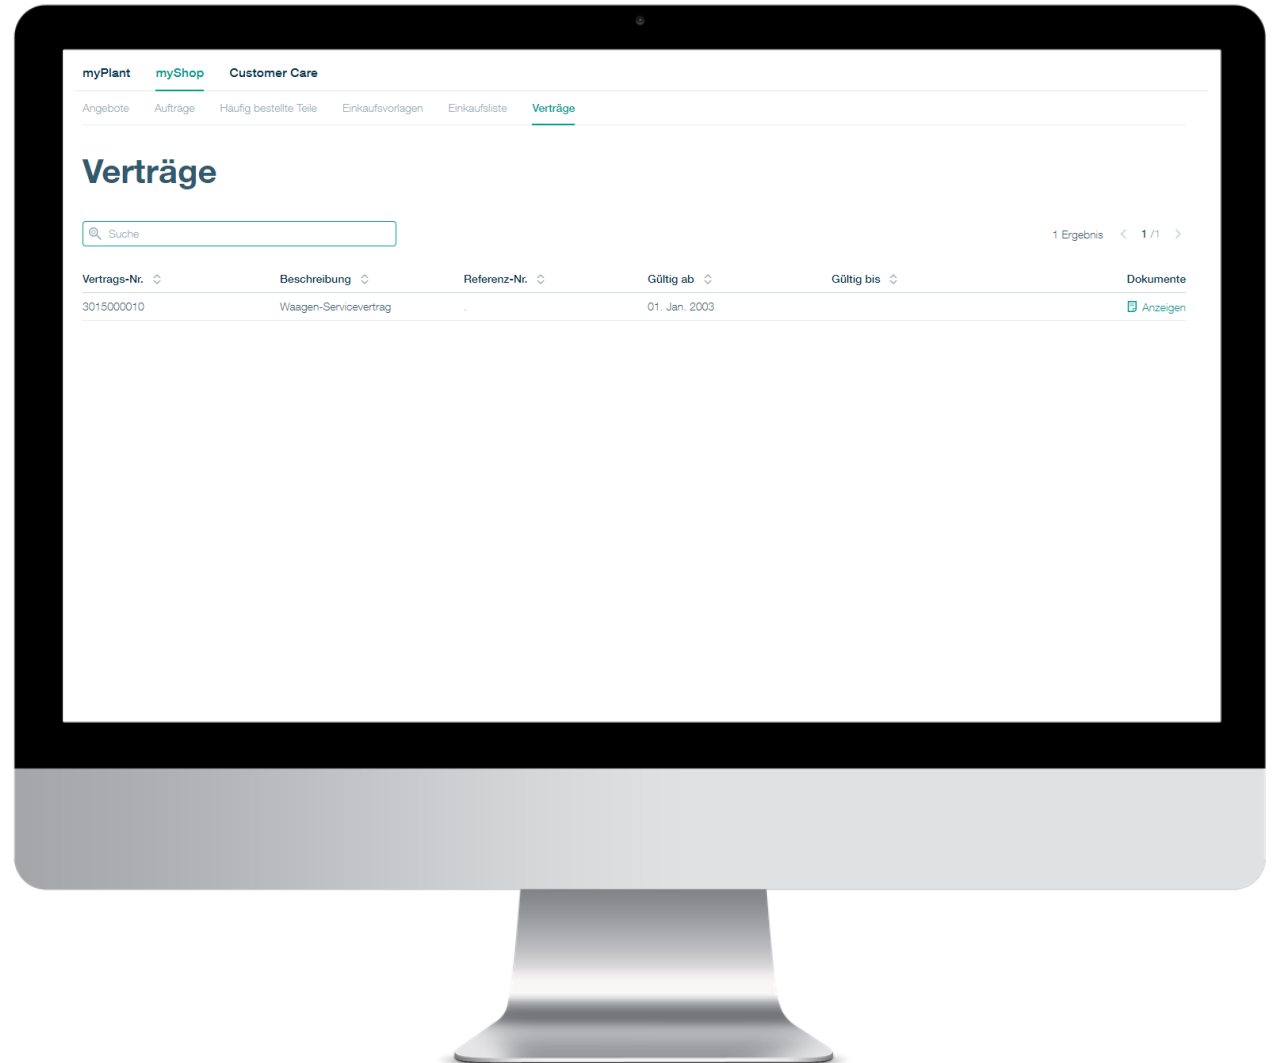 myPlant myShop Customer Care
Angebote Aufträge Häufig bestellte Teile Einkaufsvorlagen Einkaufsliste Verträge
Verträge
Suche 1 Ergebnis 1 /1
Vertrags-Nr. Beschreibung Referenz-Nr. Gültig ab Gültig bis Dokumente
3015000010 Waagen-Servicevertrag . 01. Jan. 2003 Anzeigen